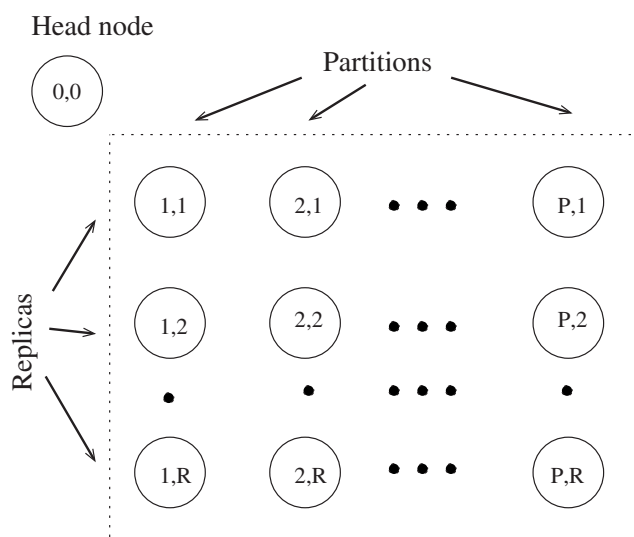 Head node
0,0
Partitions
1,1 2,1 P,1
1,2 2,2 P,2
Replicas
1,R 2,R P,R